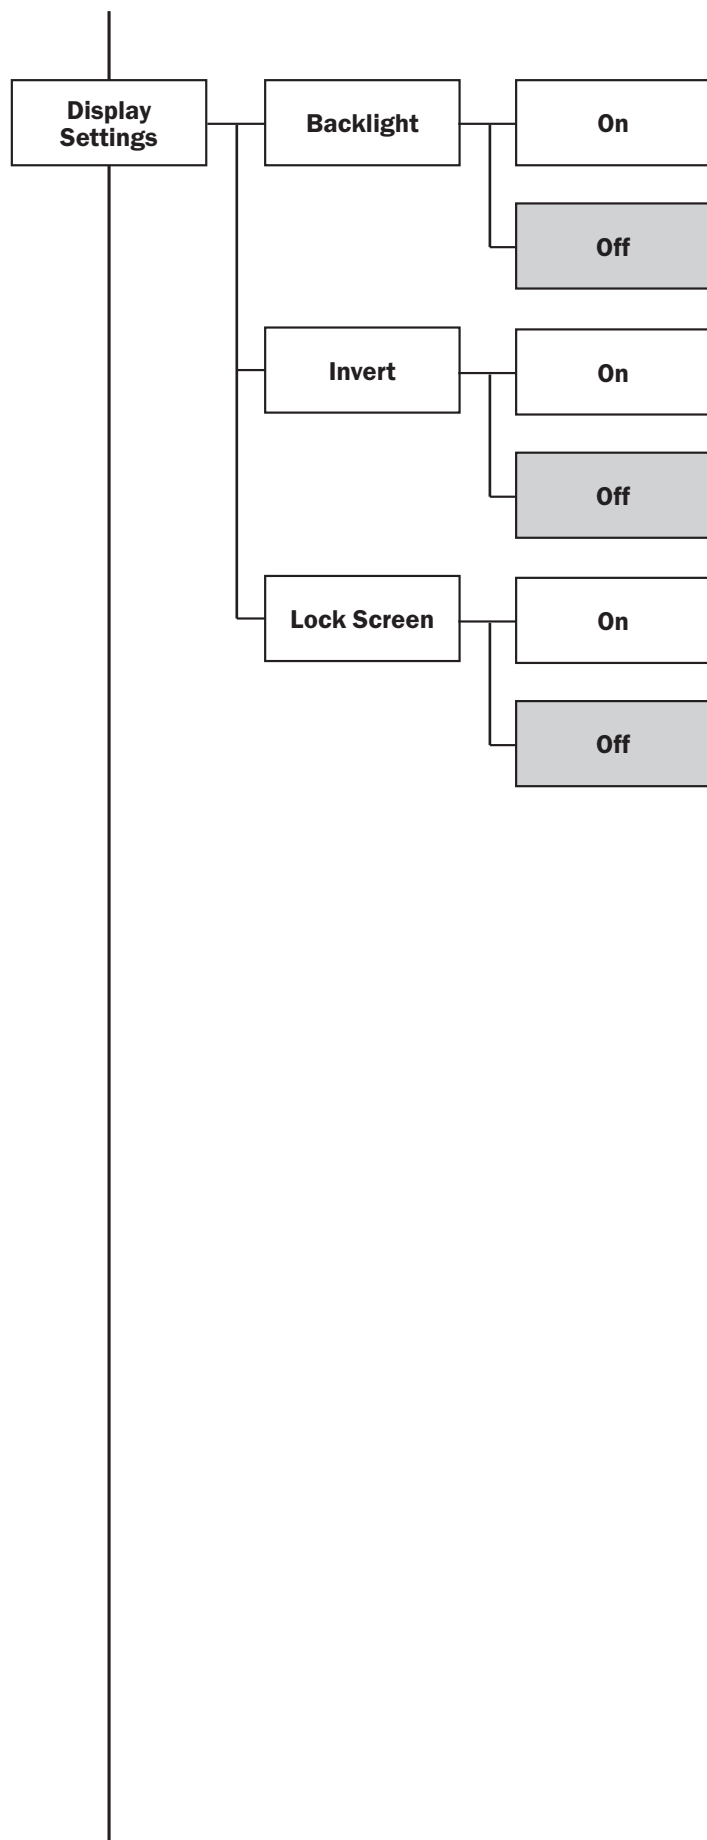 Display
Settings
Backlight
On
Off
Invert
On
Off
Lock Screen
On
Off